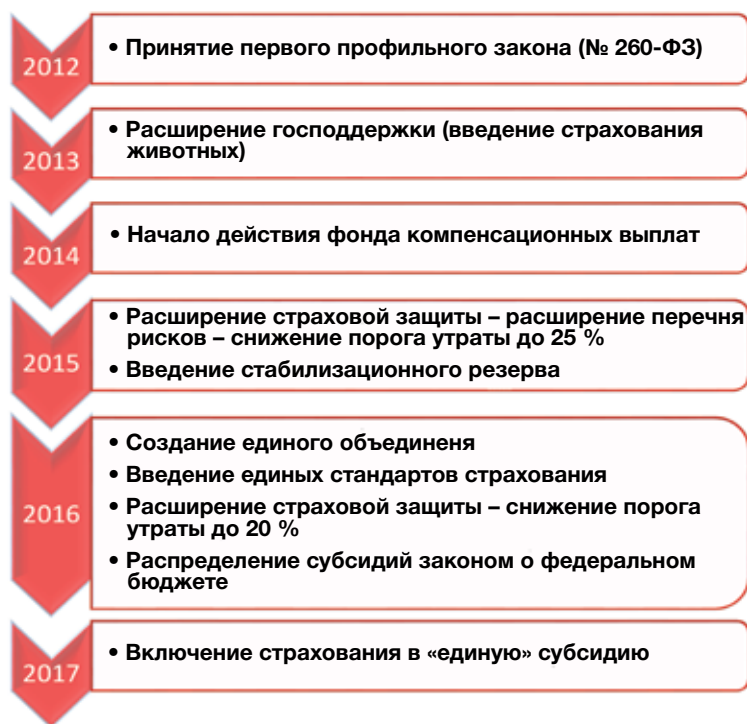 2012
• Принятие первого профильного закона (№ 260-ФЗ)
2013
• Расширение господдержки (введение страхования
животных)
2014
• Начало действия фонда компенсационных выплат
2015
• Расширение страховой защиты – расширение перечня
рисков – снижение порога утраты до 25 %
• Введение стабилизационного резерва
2016
• Создание единого объединеня
• Введение единых стандартов страхования
• Расширение страховой защиты – снижение порога
утраты до 20 %
• Распределение субсидий законом о федеральном
бюджете
2017
• Включение страхования в «единую» субсидию